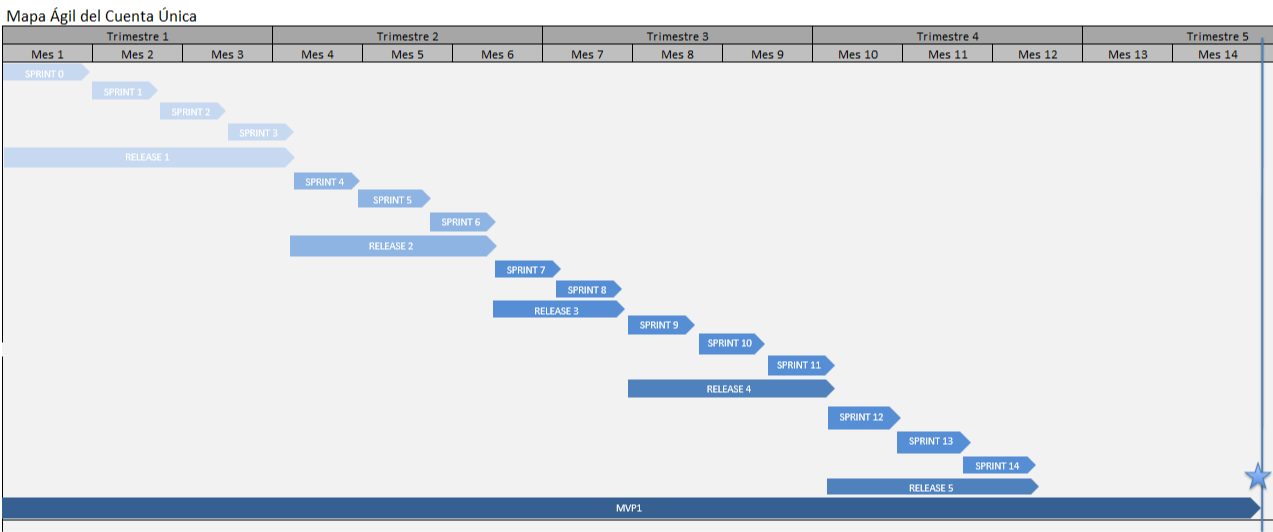 Mapa Ágil del Cuenta Única
Trimestre 1 Trimestre 2 Trimestre 3 Trimestre 4 Trimestre 5
Mes 1 Mes 2 Mes 3 Mes 4 Mes 5 Mes 6 Mes 7 Mes 8 Mes 9 Mes 10 Mes 11 Mes 12 Mes 13 Mes 14
SPRINT 0
SPRINT 1
SPRINT 2
SPRINT 3
RELEASE 1
SPRINT 4
SPRINT 5
SPRINT 6
RELEASE 2
SPRINT 7
SPRINT 8
RELEASE 3
SPRINT 9
SPRINT 10
SPRINT 11
RELEASE 4
SPRINT 12
SPRINT 13
SPRINT 14
RELEASE 5
MVP1